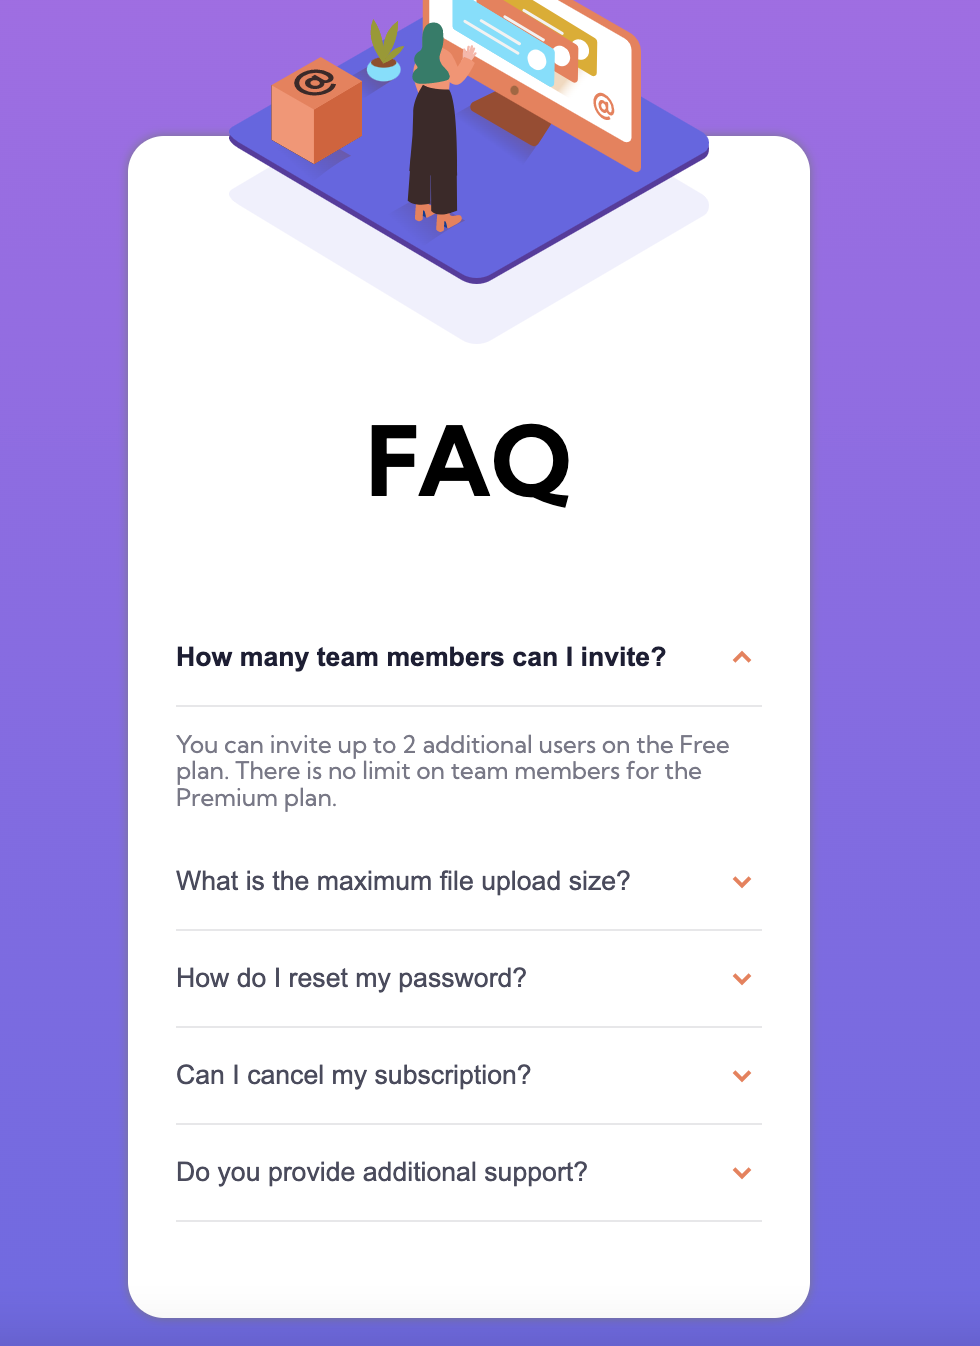 @
@
FAQ
How many team members can I invite?
You can invite up to 2 additional users on the Free
plan. There is no limit on team members for the
Premium plan.
What is the maximum file upload size?
How do I reset my password?
Can I cancel my subscription?
Do you provide additional support?